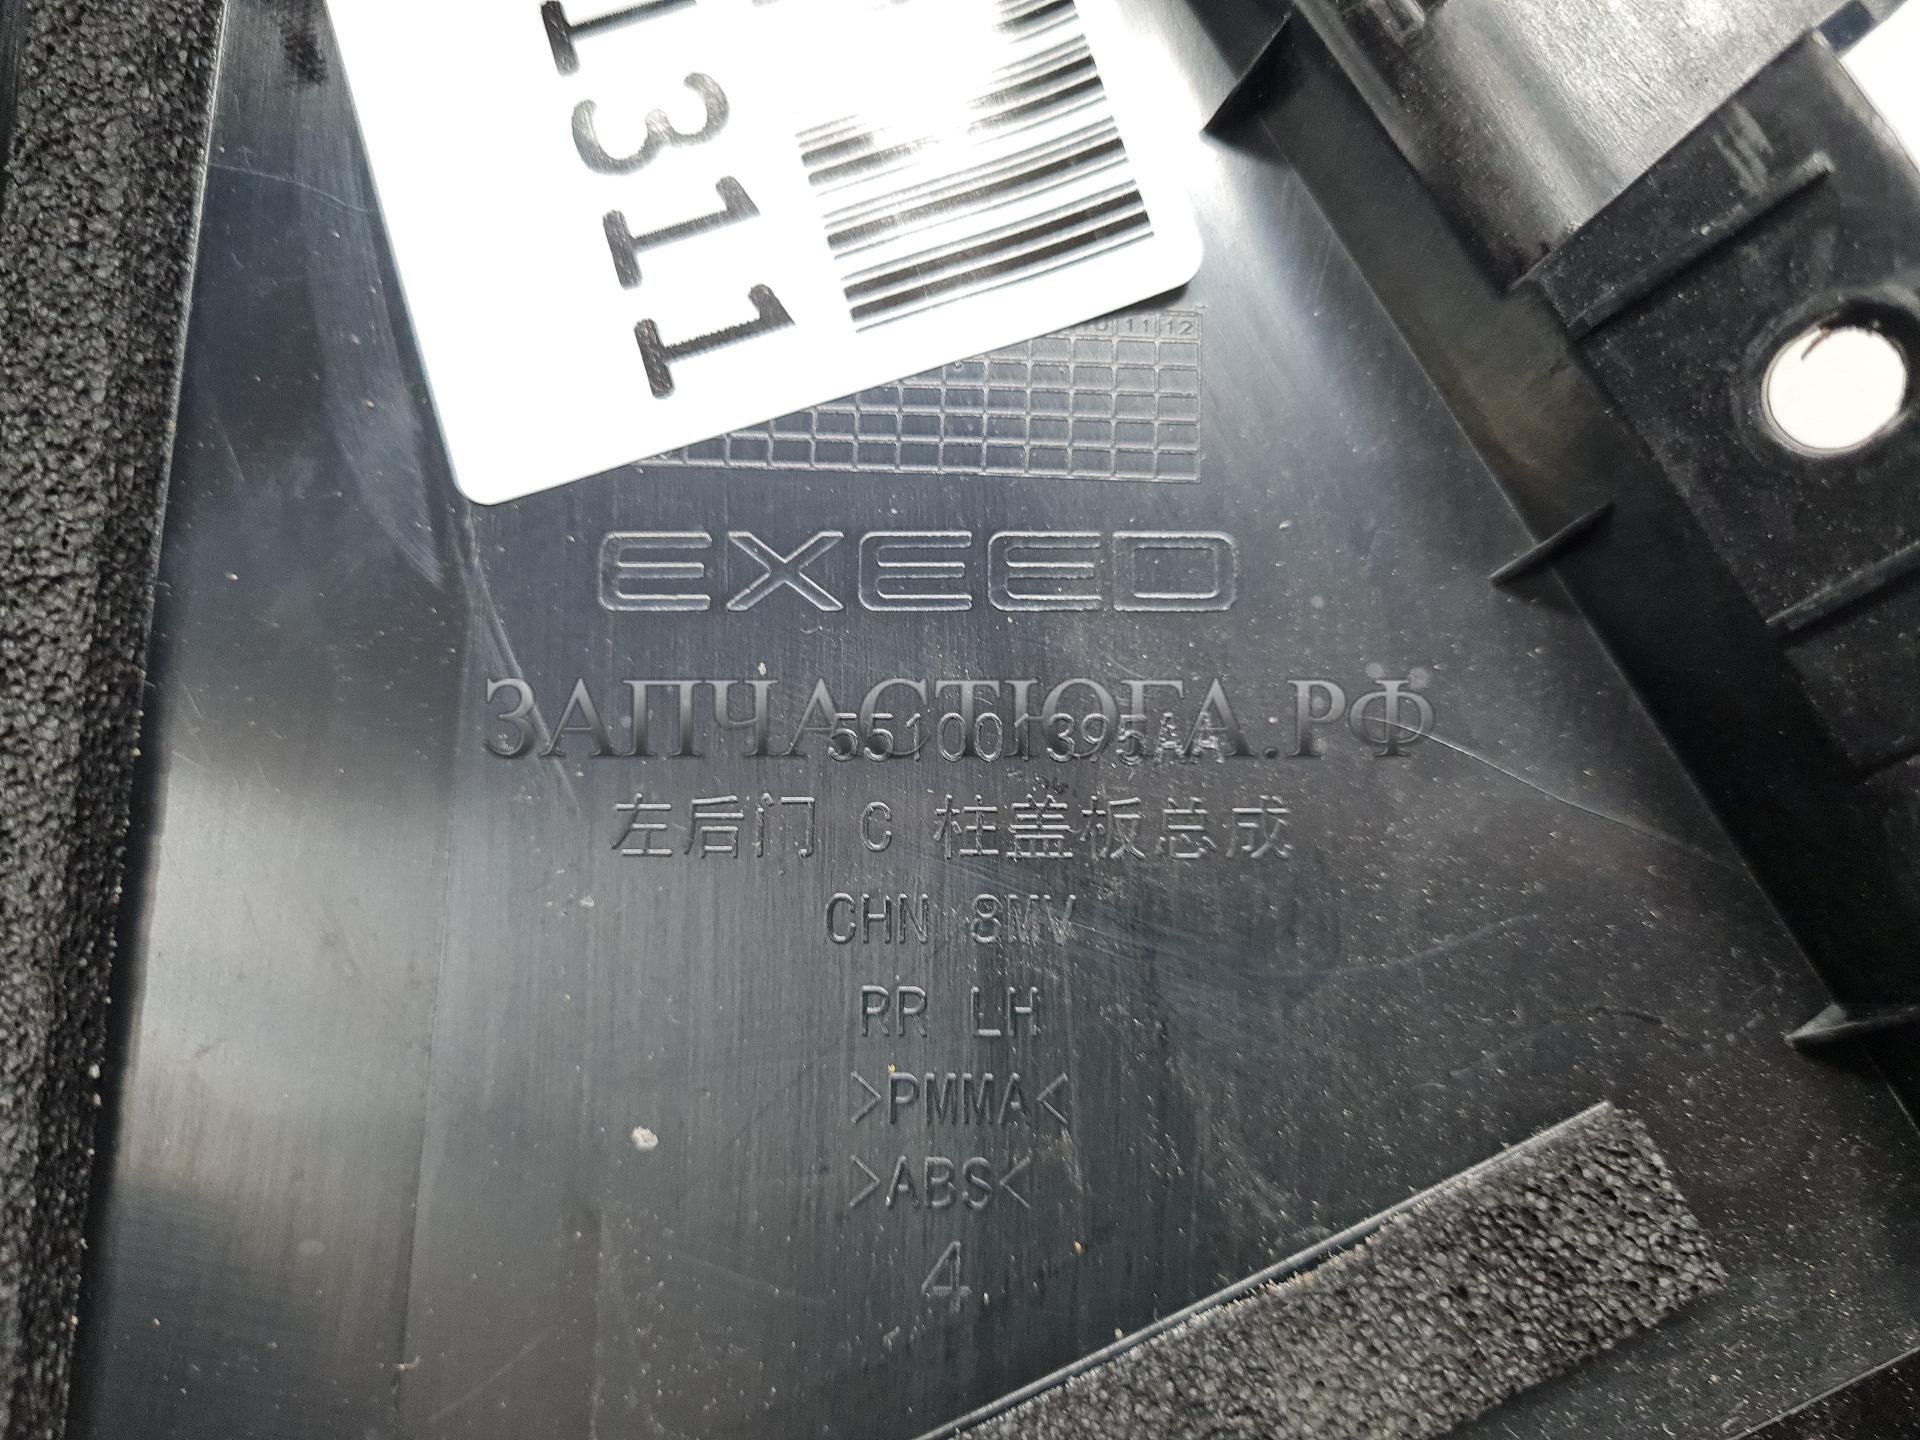 1311
11 12
EXEED
ЗАПЧАСТЮГА.РФ
551001395AA
左后门 C 柱盖板总成
CHN 8MV
RR LH
>PMMA<
>ABS<
4